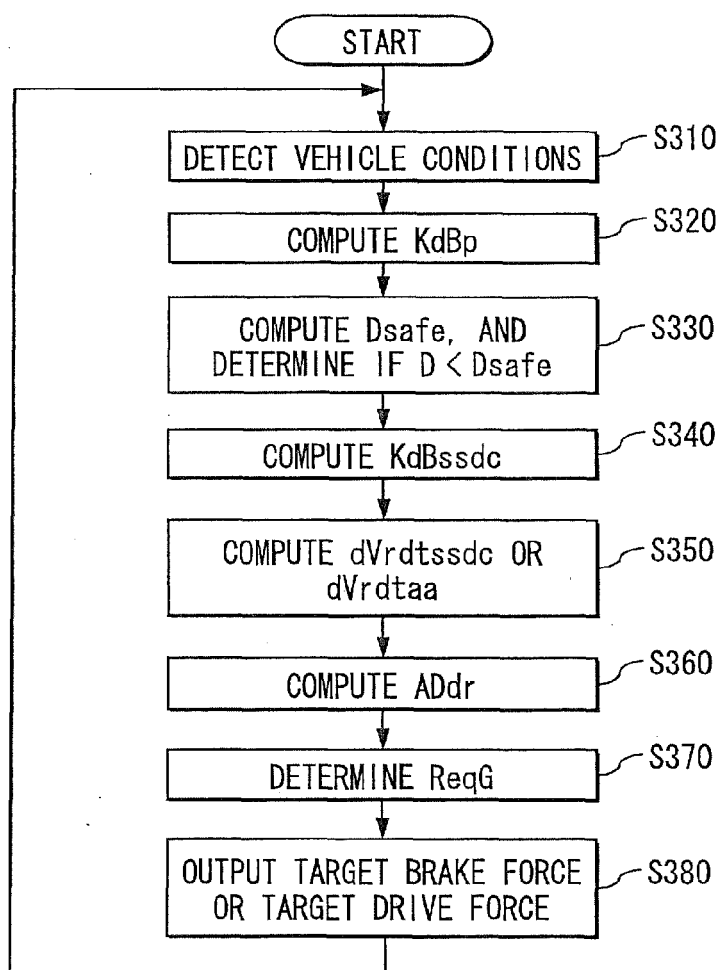 START
DETECT VEHICLE CONDITIONS
S310
COMPUTE KdBp
S320
COMPUTE Dsafe, AND
DETERMINE IF D < Dsafe
S330
COMPUTE KdBssdc
S340
COMPUTE dVrdtssdc OR
dVrdtaa
S350
COMPUTE ADdr
S360
DETERMINE ReqG
S370
OUTPUT TARGET BRAKE FORCE
OR TARGET DRIVE FORCE
S380